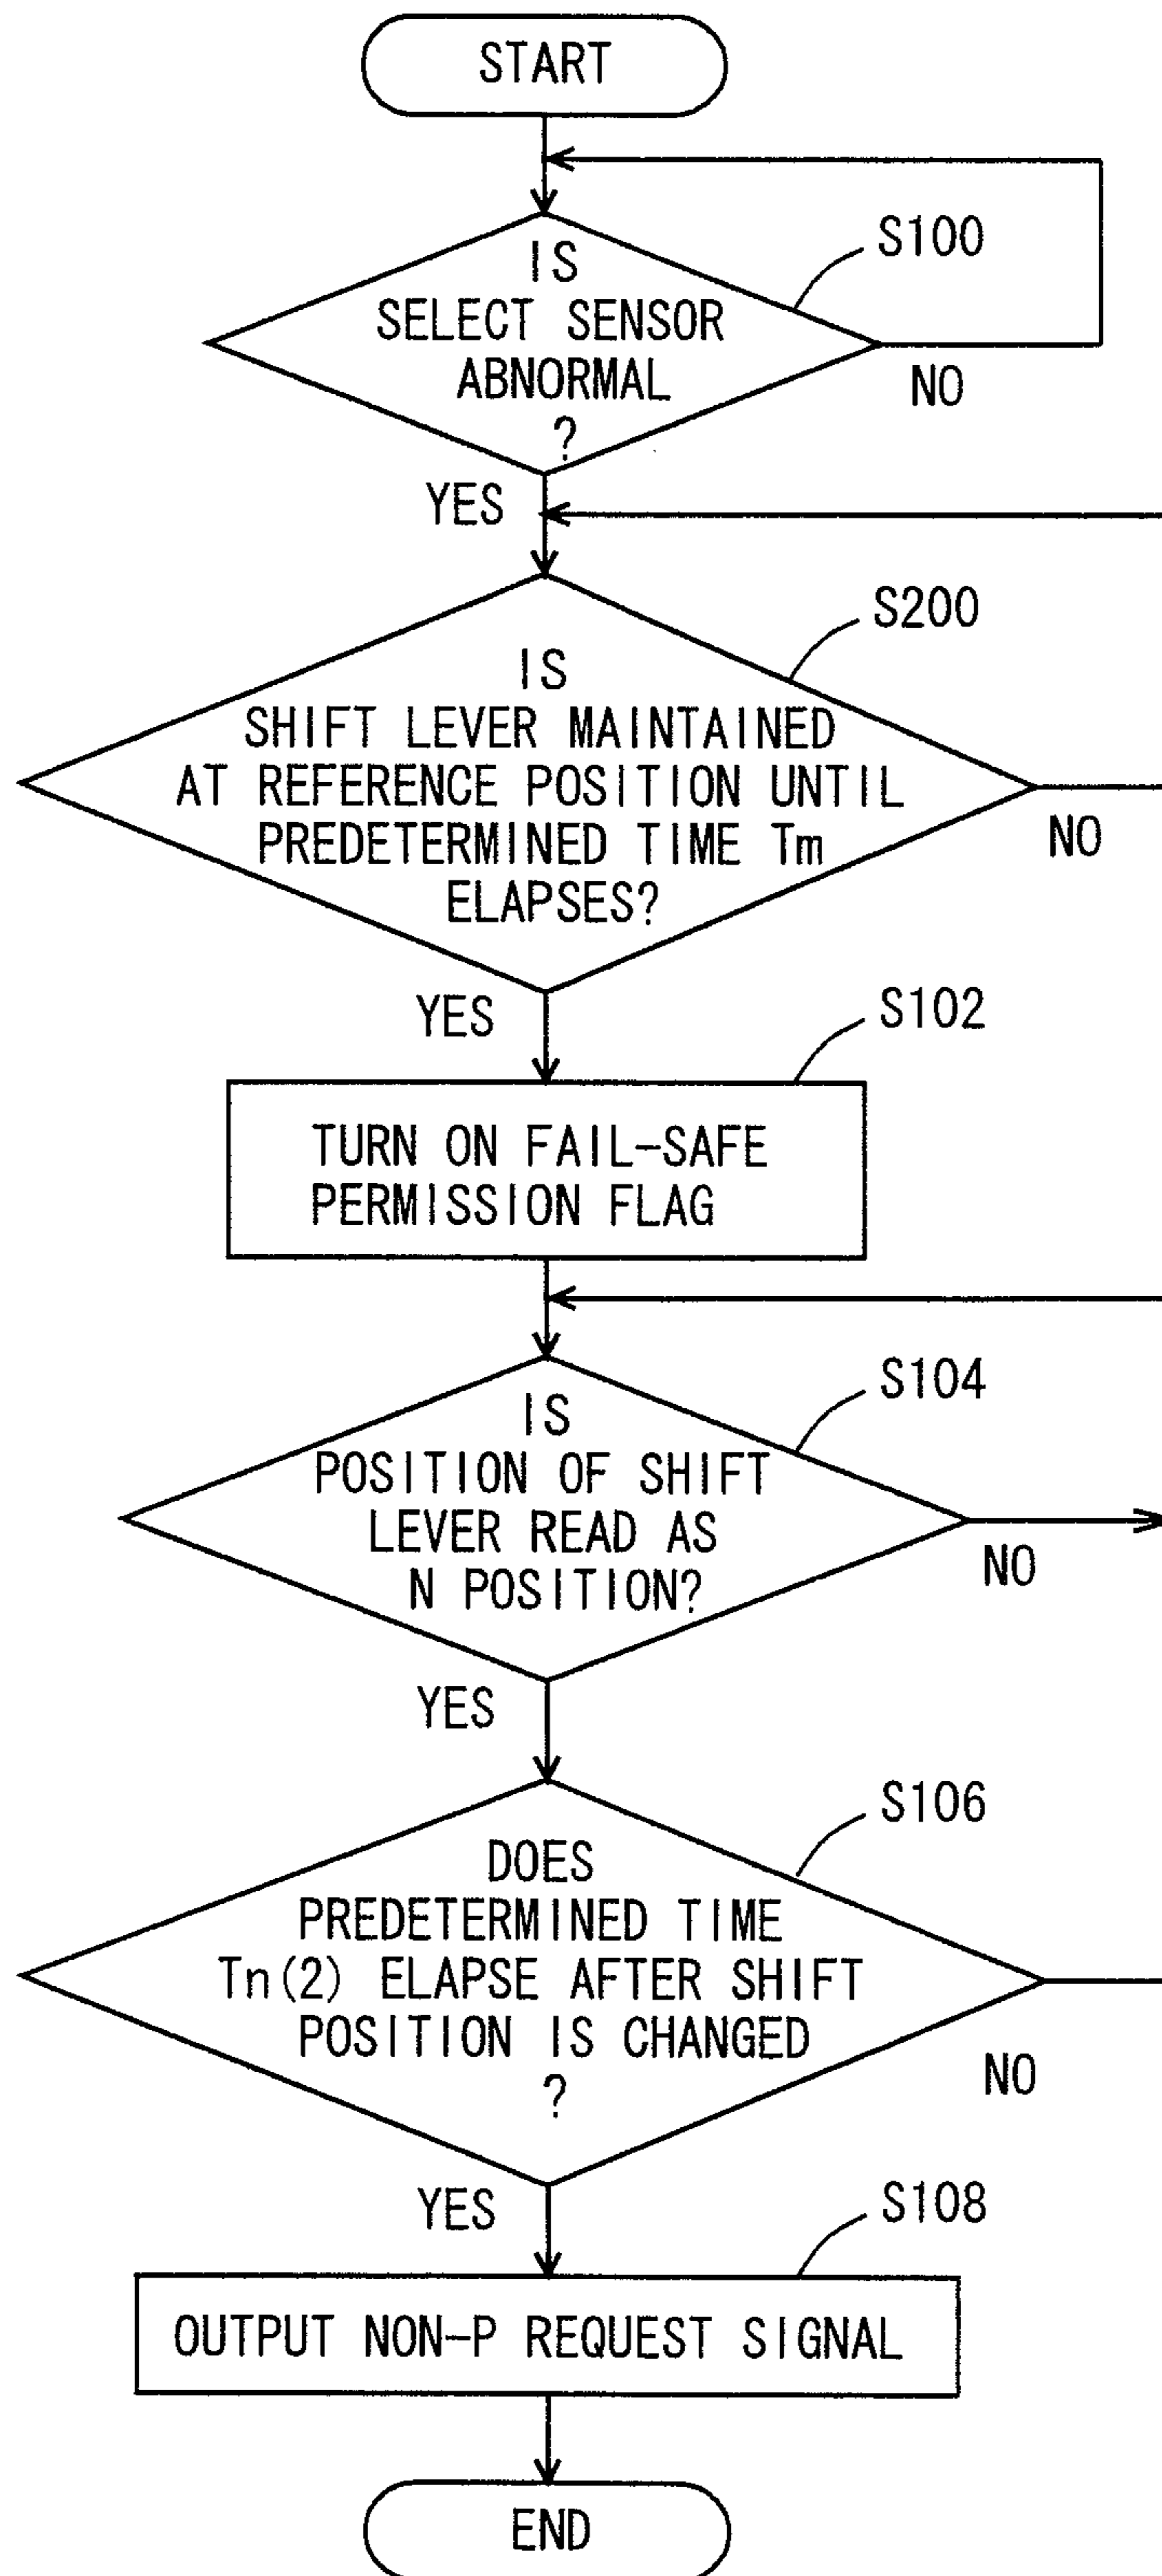 START
S100
IS
SELECT SENSOR
ABNORMAL
?
NO
YES
S200
IS
SHIFT LEVER MAINTAINED
AT REFERENCE POSITION UNTIL
PREDETERMINED TIME Tm
ELAPSES?
NO
YES
S102
TURN ON FAIL-SAFE
PERMISSION FLAG
S104
IS
POSITION OF SHIFT
LEVER READ AS
N POSITION?
NO
YES
S106
DOES
PREDETERMINED TIME
Tn(2) ELAPSE AFTER SHIFT
POSITION IS CHANGED
?
NO
YES
S108
OUTPUT NON-P REQUEST SIGNAL
END